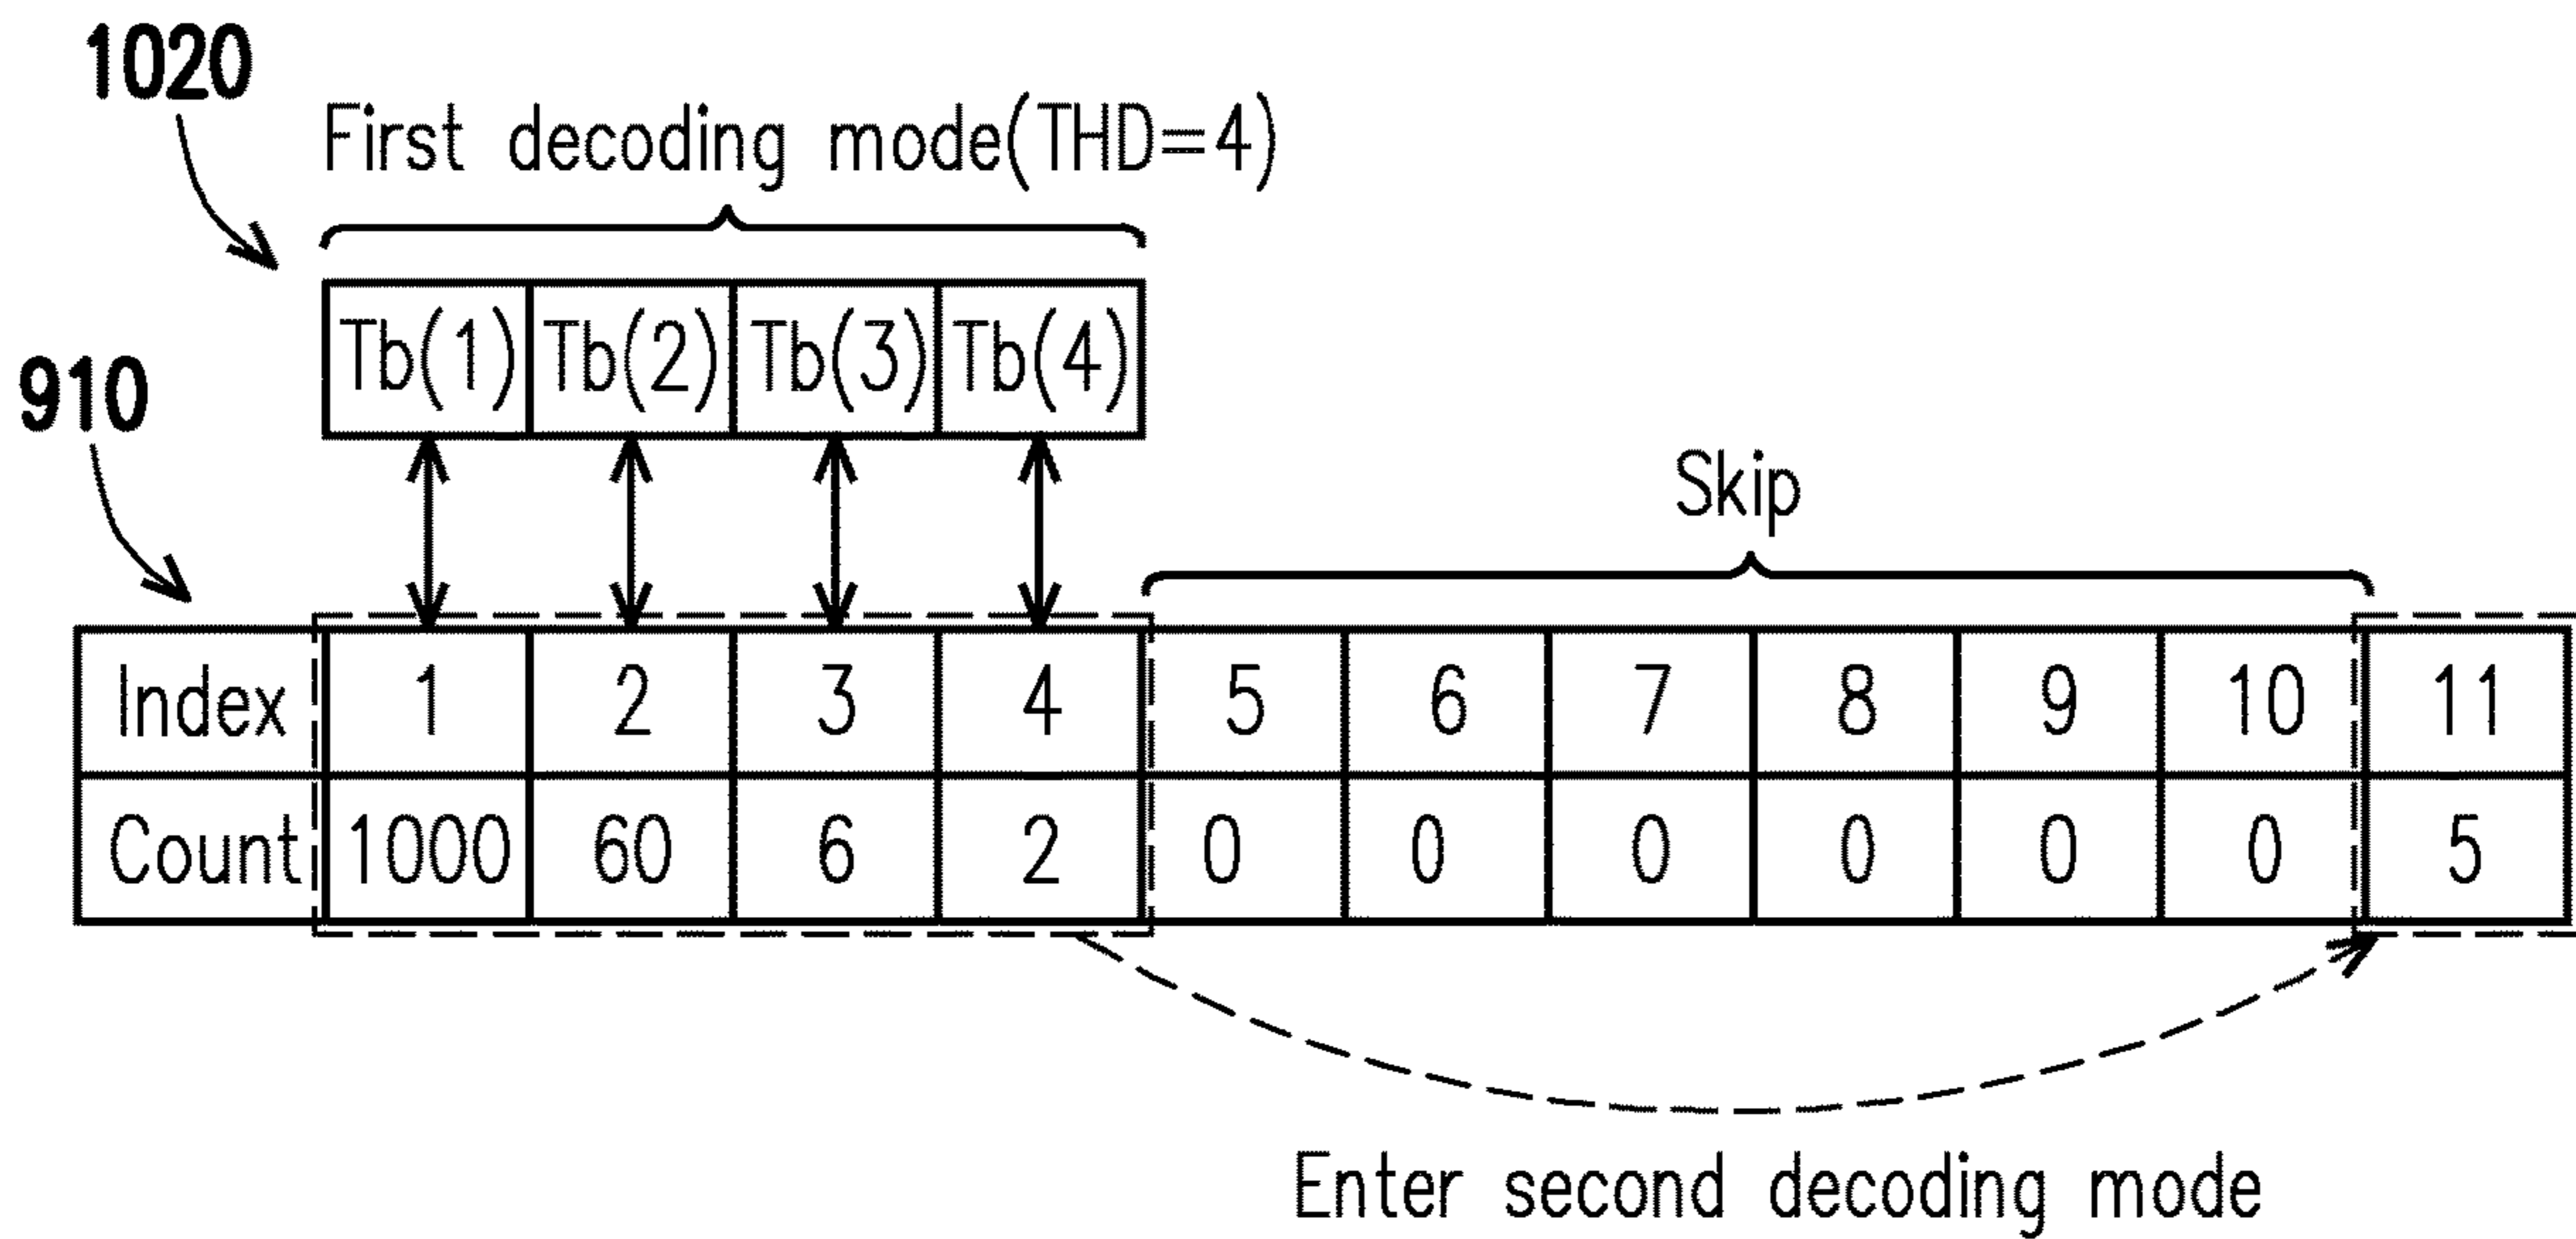 1020
First decoding mode(THD=4)
Tb(1) Tb(2) Tb(3) Tb(4)
910
Skip
Index 1 2 3 4 5 6 7 8 9 10 11
Count 1000 60 6 2 0 0 0 0 0 0 5
Enter second decoding mode